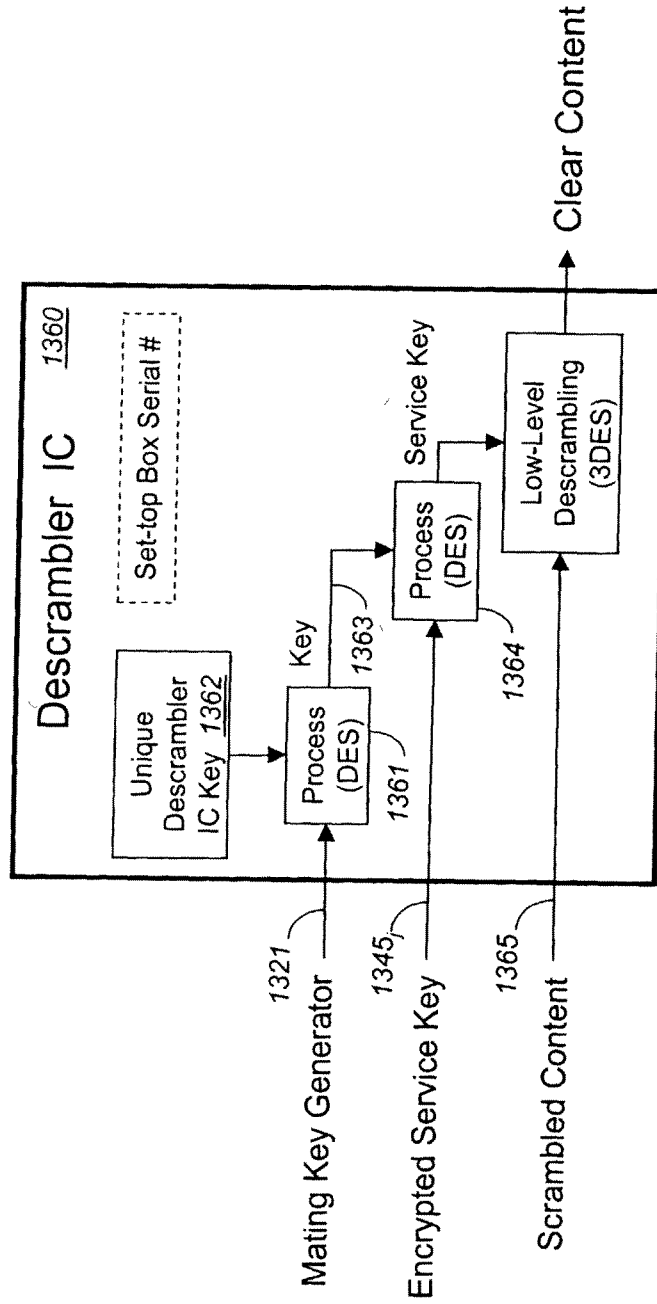 Descrambler IC 1360
Unique
Descrambler
IC Key 1362
Set-top Box Serial #
Mating Key Generator
1321
Process
(DES)
1361
Key
1363
Encrypted Service Key
1345j
Process
(DES)
1364
Service Key
Scrambled Content
1365
Low-Level
Descrambling
(3DES)
Clear Content